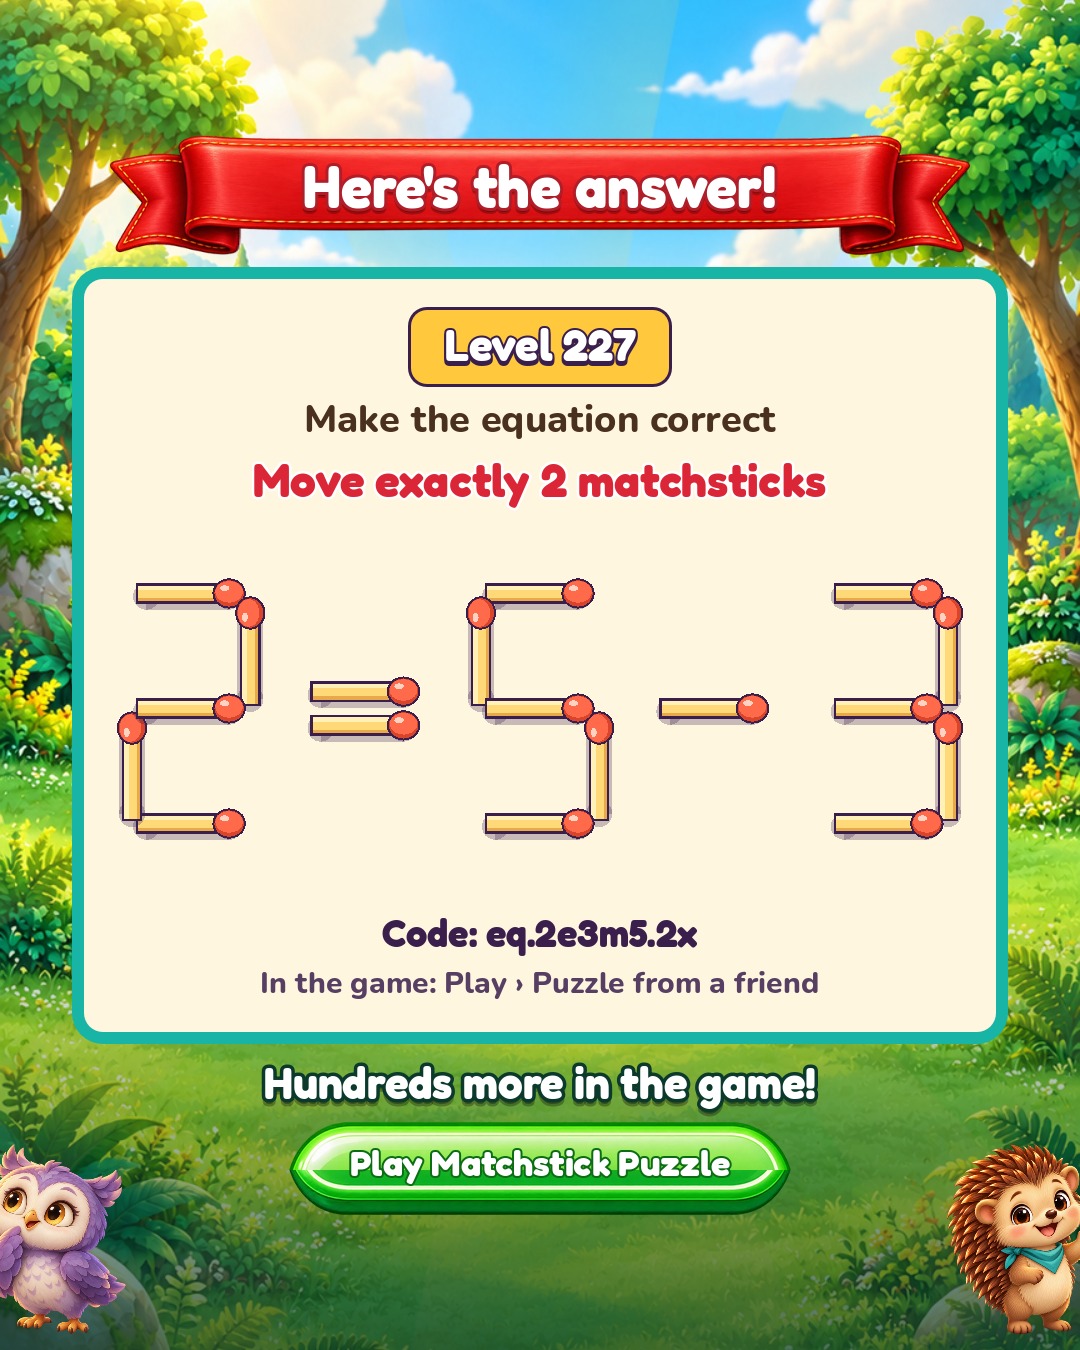 Here's the answer!
Level 227
Make the equation correct
Move exactly 2 matchsticks
2 = 5 - 3
Code: eq.2e3m5.2x
In the game: Play › Puzzle from a friend
Hundreds more in the game!
Play Matchstick Puzzle